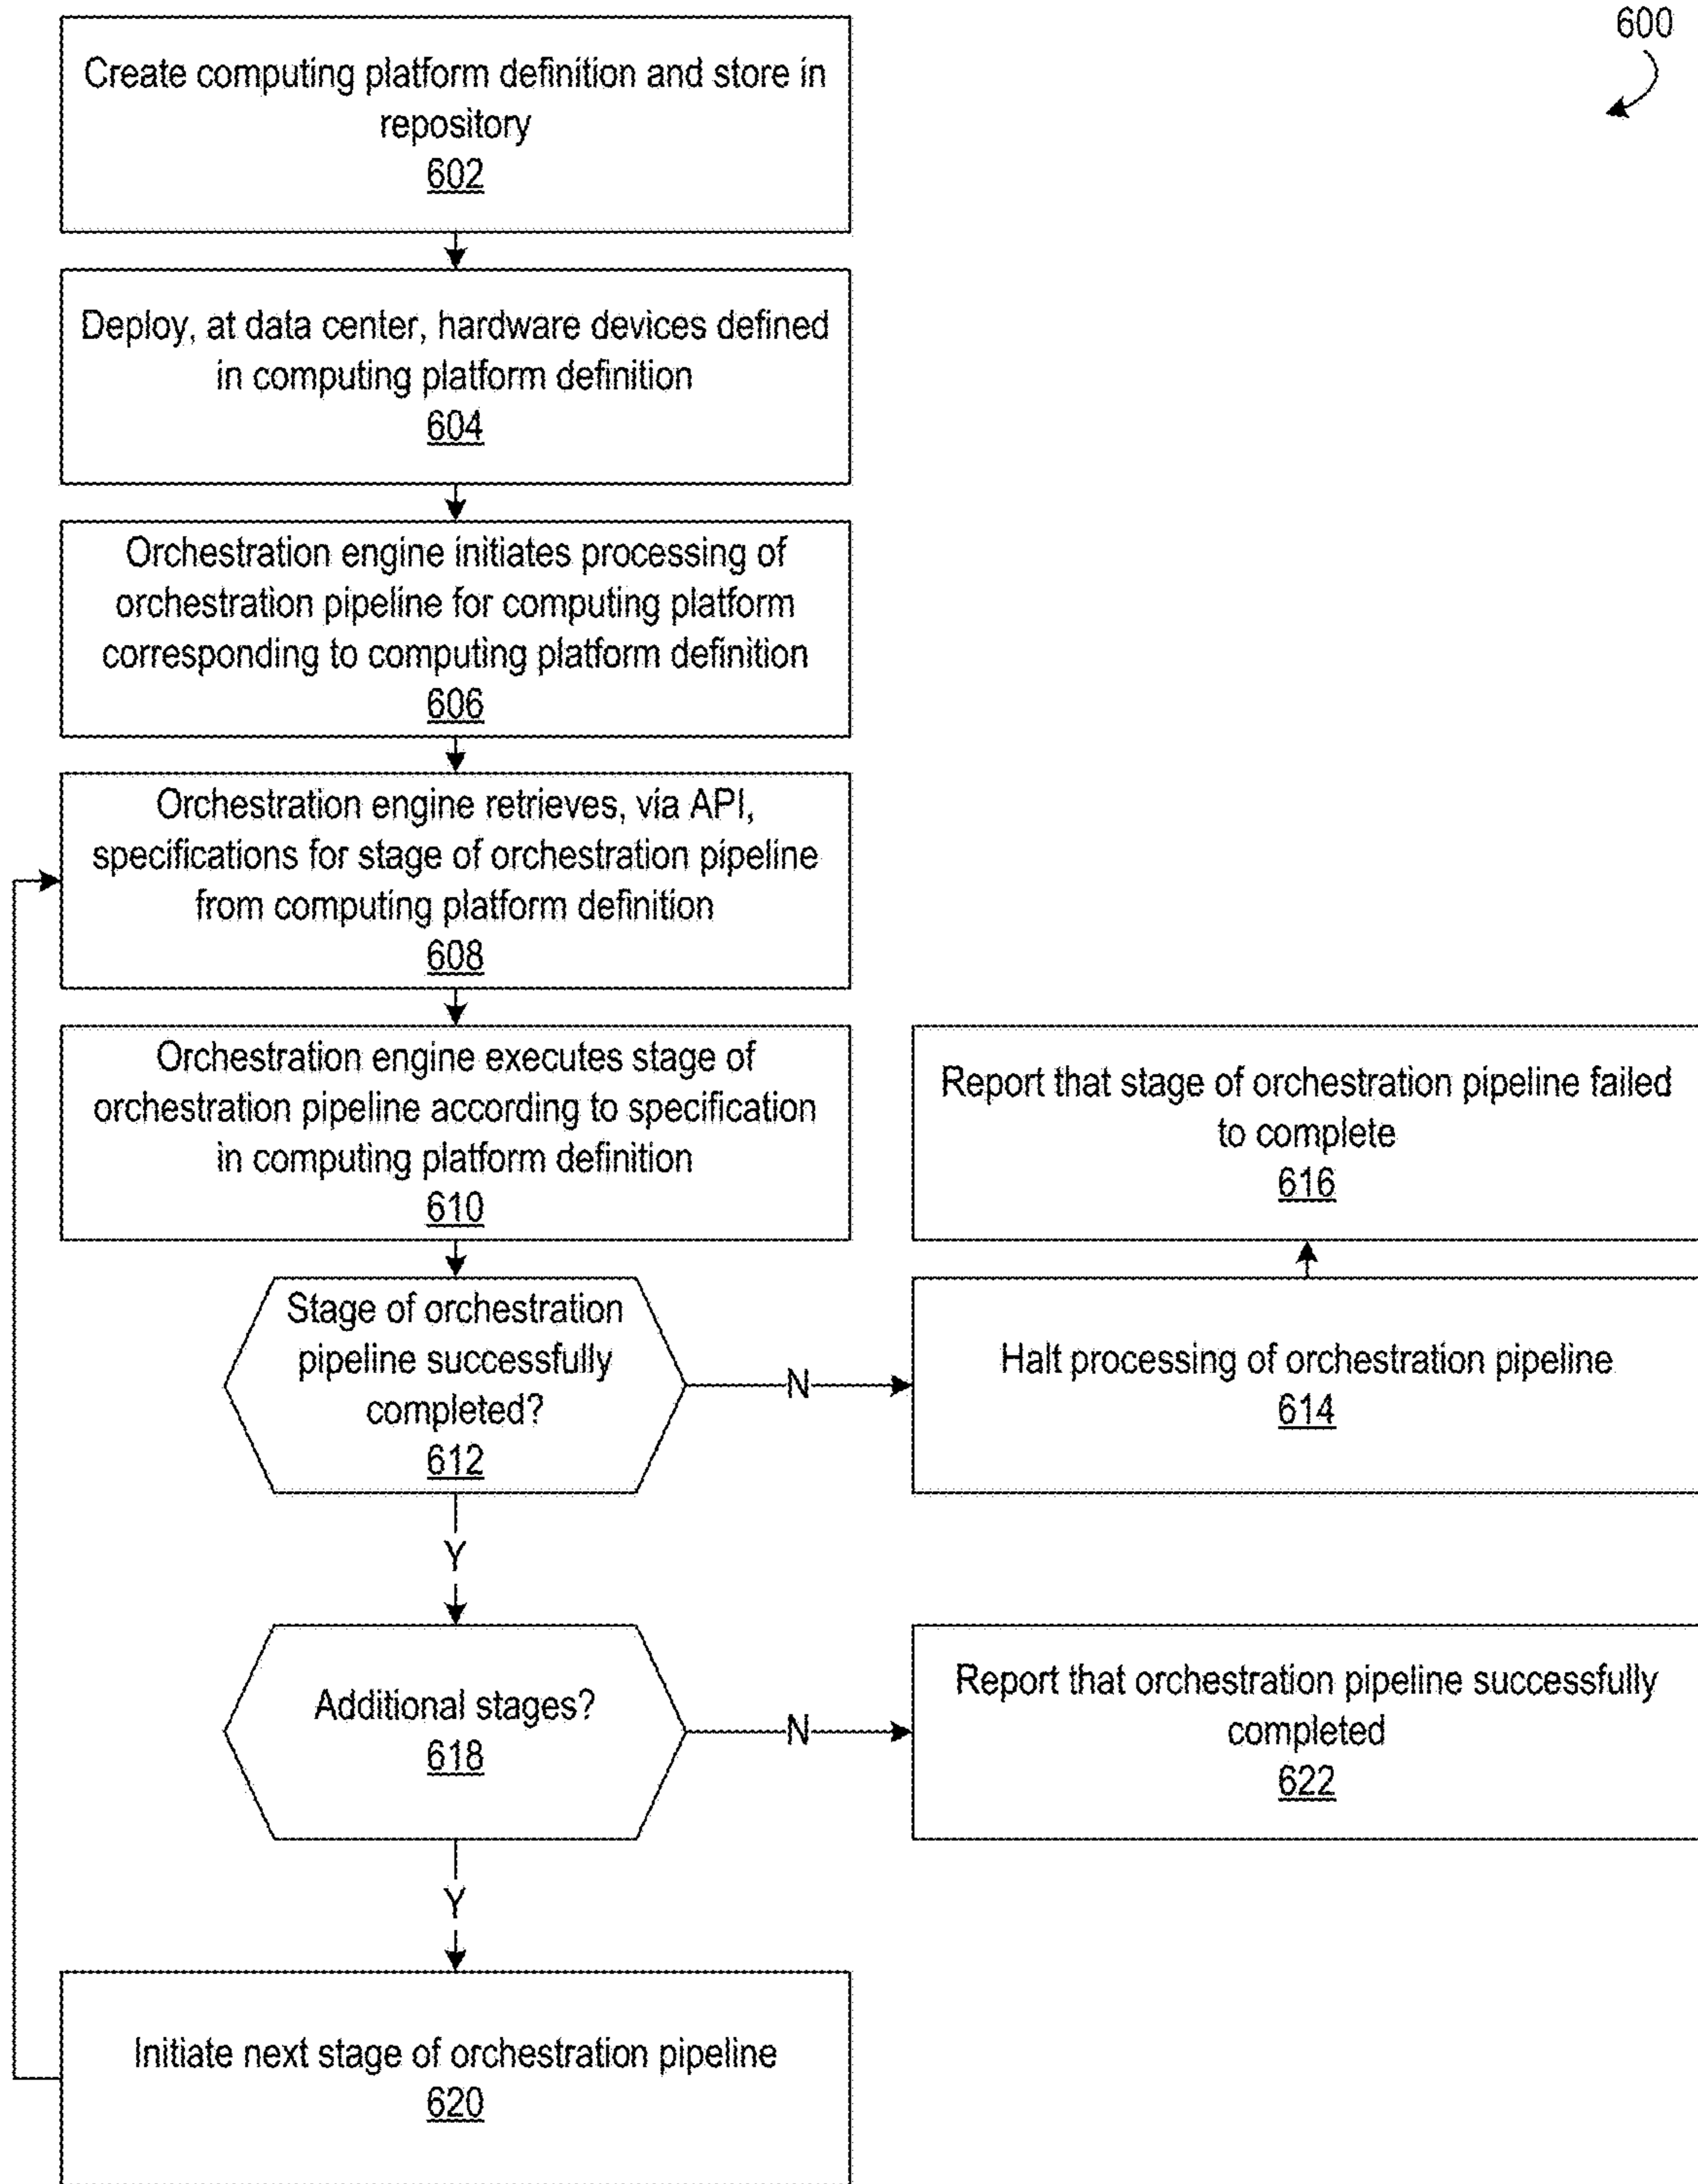 600
Create computing platform definition and store in
repository
602
Deploy, at data center, hardware devices defined
in computing platform definition
604
Orchestration engine initiates processing of
orchestration pipeline for computing platform
corresponding to computing platform definition
606
Orchestration engine retrieves, via API,
specifications for stage of orchestration pipeline
from computing platform definition
608
Orchestration engine executes stage of
orchestration pipeline according to specification
in computing platform definition
610
Report that stage of orchestration pipeline failed
to complete
616
Stage of orchestration
pipeline successfully
completed?
612
N
Halt processing of orchestration pipeline
614
Y
Additional stages?
618
N
Report that orchestration pipeline successfully
completed
622
Y
Initiate next stage of orchestration pipeline
620